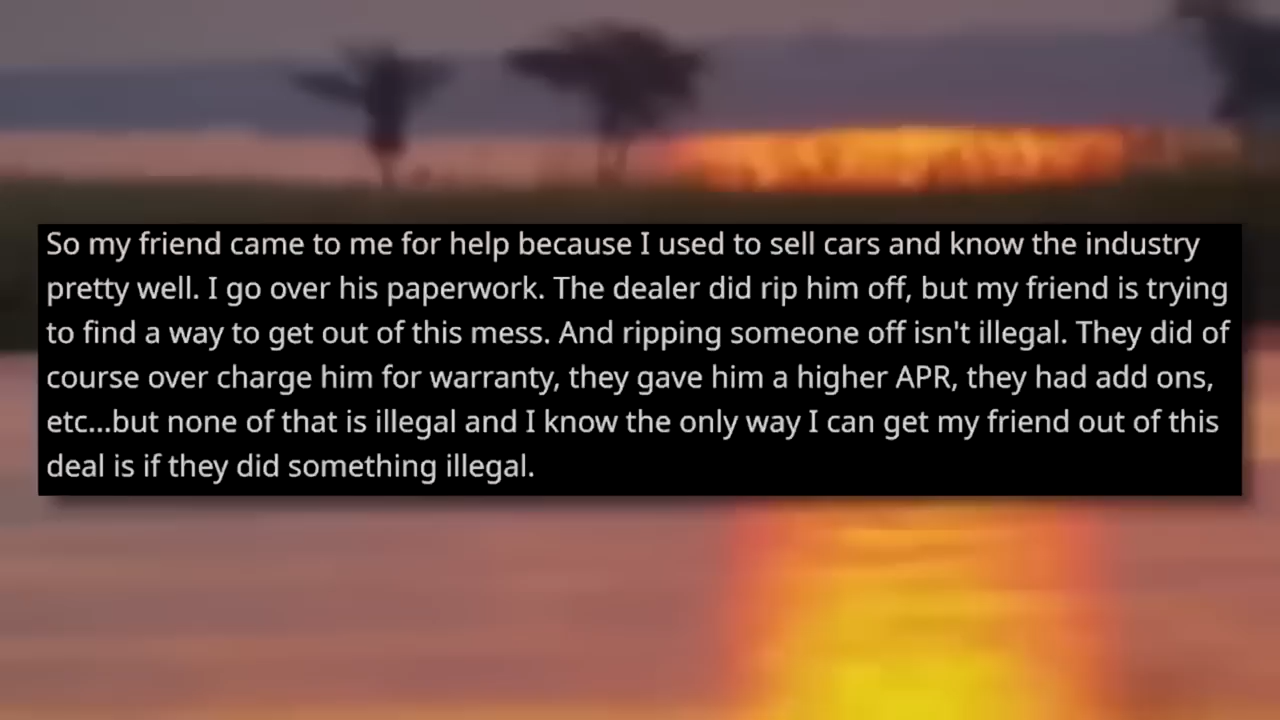 So my friend came to me for help because I used to sell cars and know the industry
pretty well. I go over his paperwork. The dealer did rip him off, but my friend is trying
to find a way to get out of this mess. And ripping someone off isn't illegal. They did of
course over charge him for warranty, they gave him a higher APR, they had add ons,
etc...but none of that is illegal and I know the only way I can get my friend out of this
deal is if they did something illegal.